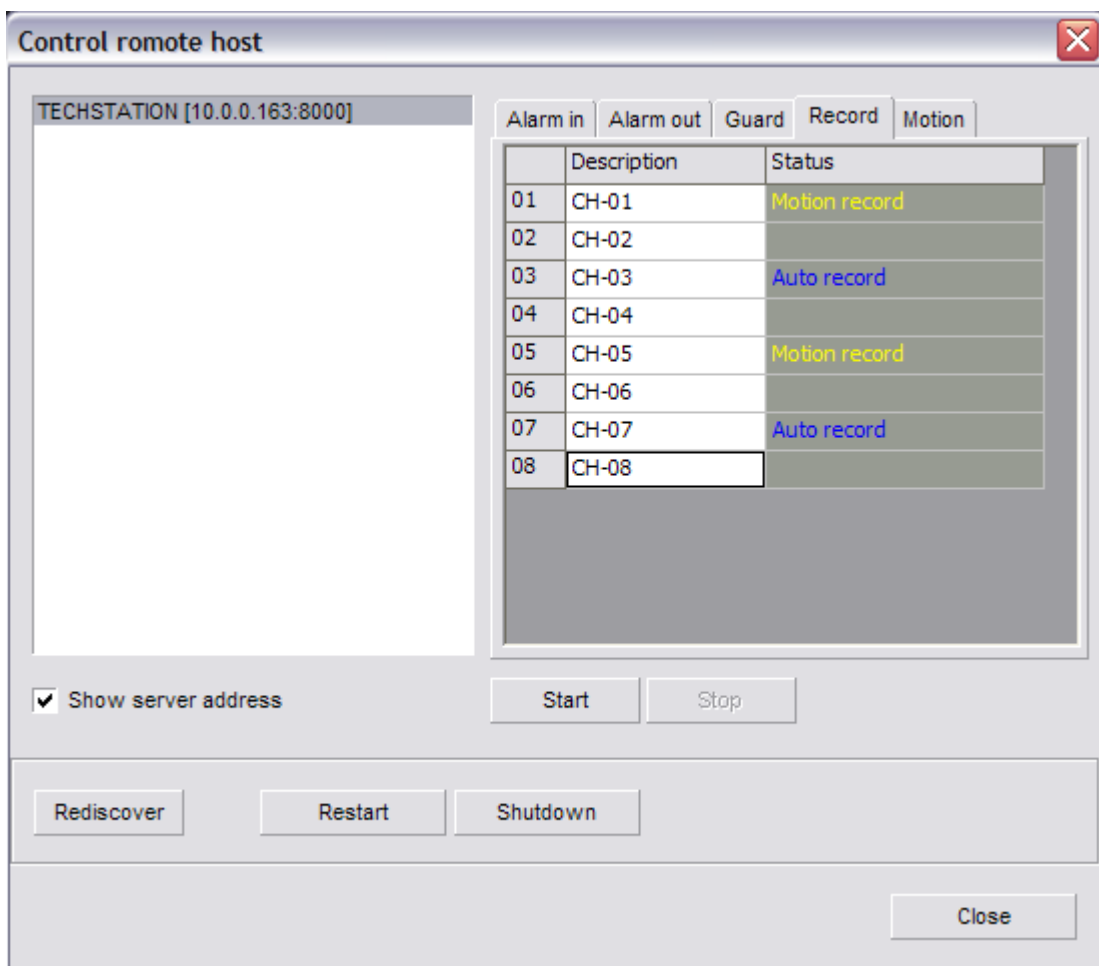 Control romote host
TECHSTATION [10.0.0.163:8000]
Alarm in Alarm out Guard Record Motion
Description Status
01 CH-01 Motion record
02 CH-02
03 CH-03 Auto record
04 CH-04
05 CH-05 Motion record
06 CH-06
07 CH-07 Auto record
08 CH-08
Show server address
Start Stop
Rediscover Restart Shutdown
Close